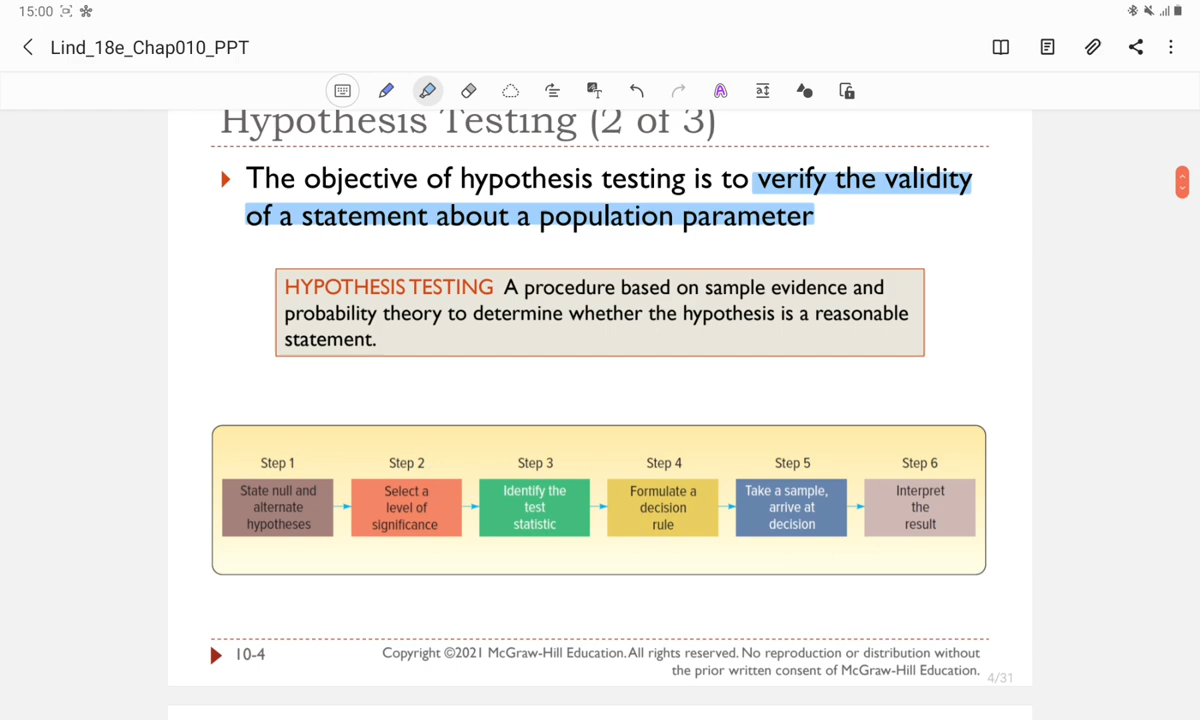 15:00
Lind_18e_Chap010_PPT
Hypothesis Testing (2 of 3)
The objective of hypothesis testing is to verify the validity
of a statement about a population parameter
HYPOTHESIS TESTING A procedure based on sample evidence and
probability theory to determine whether the hypothesis is a reasonable
statement.
Step 1
State null and
alternate
hypotheses
Step 2
Select a
level of
significance
Step 3
Identify the
test
statistic
Step 4
Formulate a
decision
rule
Step 5
Take a sample,
arrive at
decision
Step 6
Interpret
the
result
10-4
Copyright ©2021 McGraw-Hill Education. All rights reserved. No reproduction or distribution without
the prior written consent of McGraw-Hill Education.
4/31